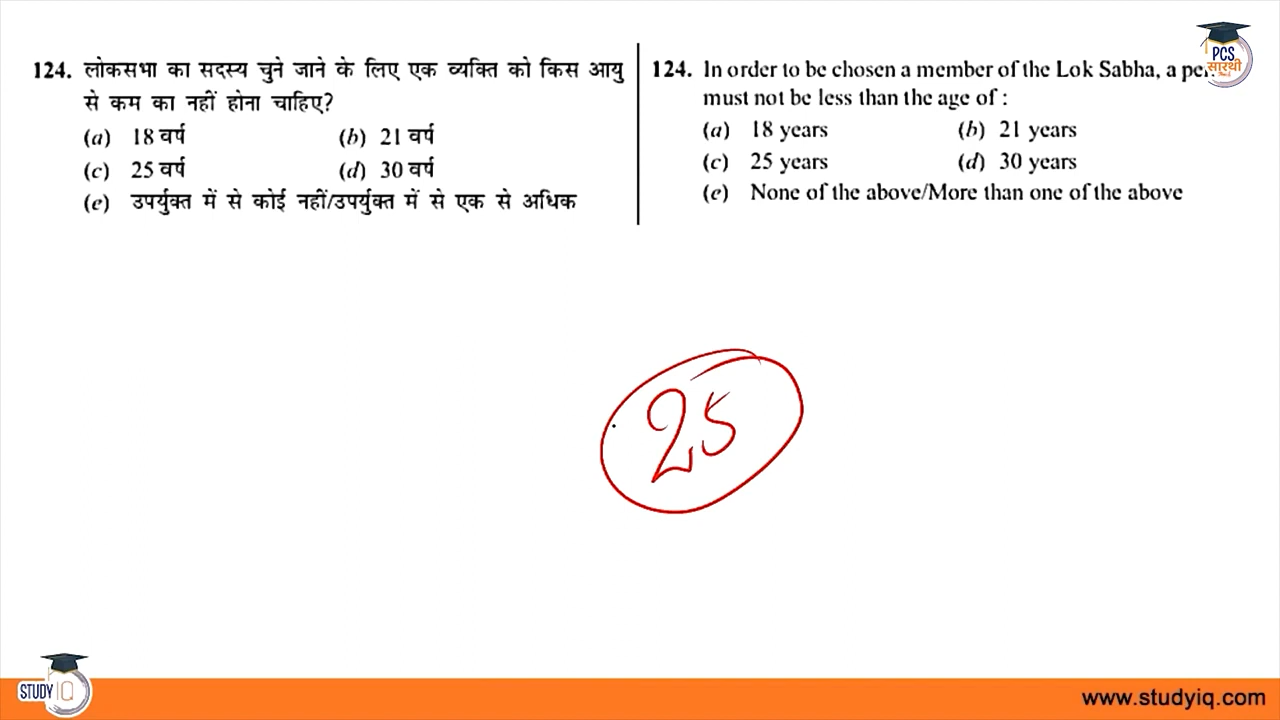 PCS
सारथी
124. लोकसभा का सदस्य चुने जाने के लिए एक व्यक्ति को किस आयु
से कम का नहीं होना चाहिए?
(a) 18 वर्ष (b) 21 वर्ष
(c) 25 वर्ष (d) 30 वर्ष
(e) उपर्युक्त में से कोई नहीं/उपर्युक्त में से एक से अधिक
124. In order to be chosen a member of the Lok Sabha, a per
must not be less than the age of :
(a) 18 years (b) 21 years
(c) 25 years (d) 30 years
(e) None of the above/More than one of the above
25
STUDY IQ
www.studyiq.com